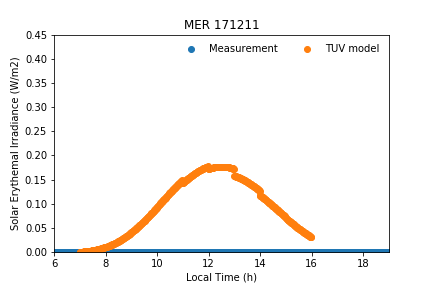 MER 171211
Measurement TUV model
Solar Erythemal Irradiance (W/m2)
0.45
0.40
0.35
0.30
0.25
0.20
0.15
0.10
0.05
0.00
6 8 10 12 14 16 18
Local Time (h)